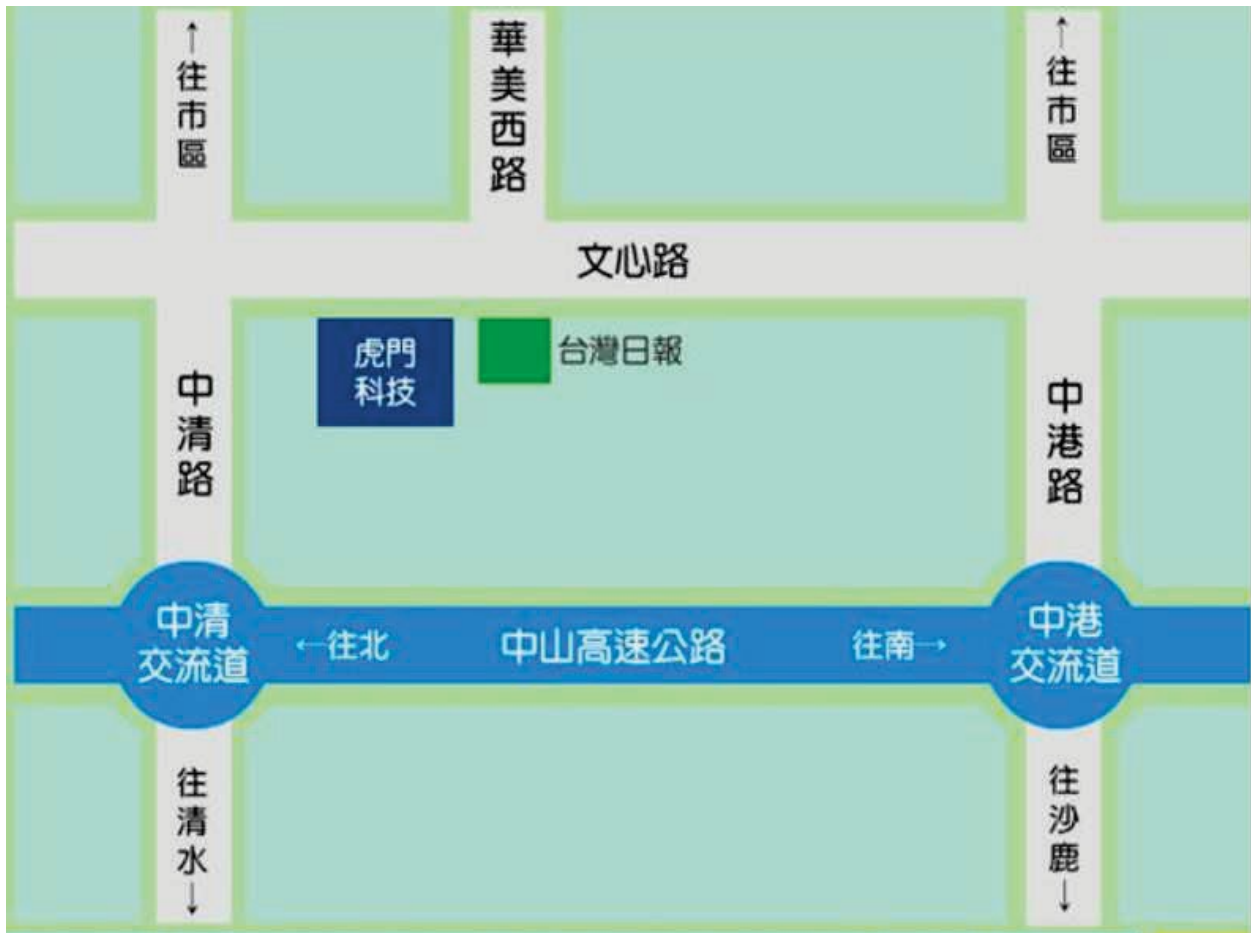 ↑往市區
華美西路
↑往市區
文心路
虎門
科技
台灣日報
中清路
中港路
中清
交流道
←往北
中山高速公路
往南→
中港
交流道
往清水↓
往沙鹿↓